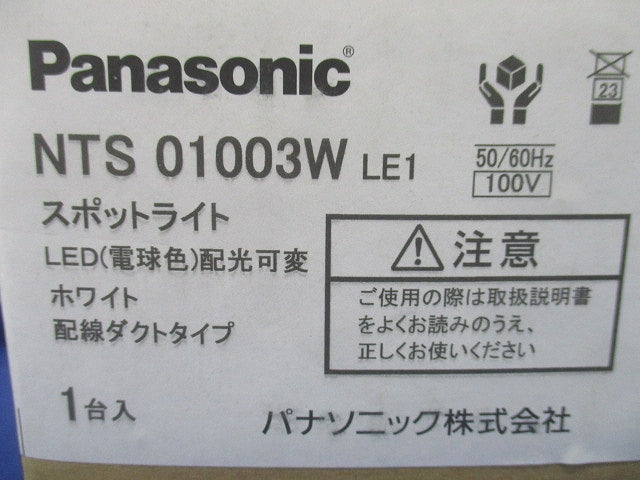 Panasonic®
23
NTS 01003W LE1
50/60Hz
100V
スポットライト
LED(電球色)配光可変
ホワイト
配線ダクトタイプ
注意
ご使用の際は取扱説明書
をよくお読みのうえ、
正しくお使いください
1台入
パナソニック株式会社